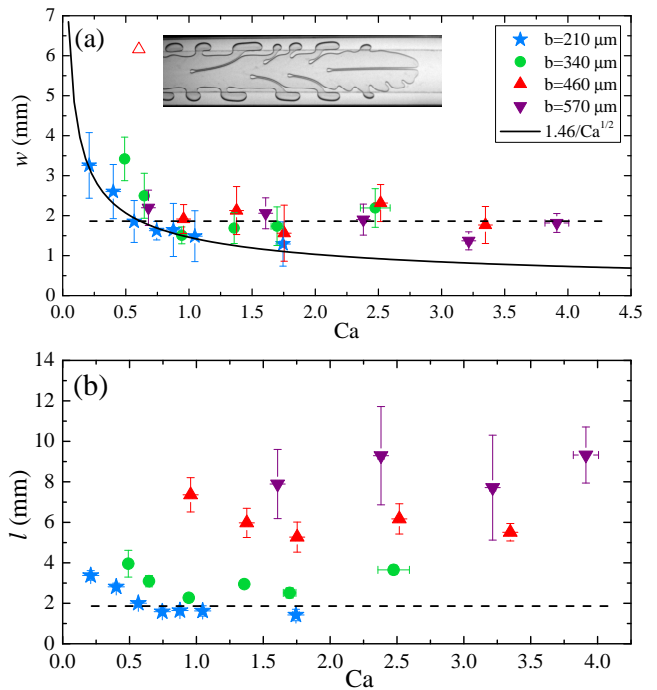 7
6
5
4
3
2
1
0
w (mm)
(a)
b=210 μm
b=340 μm
b=460 μm
b=570 μm
1.46/Ca^{1/2}
0.0 0.5 1.0 1.5 2.0 2.5 3.0 3.5 4.0 4.5
Ca
14
12
10
8
6
4
2
0
l (mm)
(b)
0.0 0.5 1.0 1.5 2.0 2.5 3.0 3.5 4.0
Ca